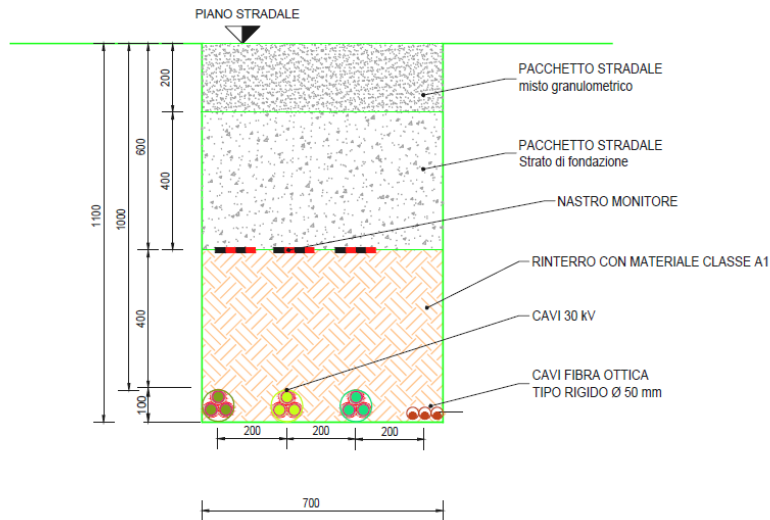 PIANO STRADALE
PACCHETTO STRADALE
misto granulometrico
PACCHETTO STRADALE
Strato di fondazione
NASTRO MONITORE
RINTERRO CON MATERIALE CLASSE A1
CAVI 30 kV
CAVI FIBRA OTTICA
TIPO RIGIDO Ø 50 mm
1100
1000
600
200
400
400
100
200
200
200
700